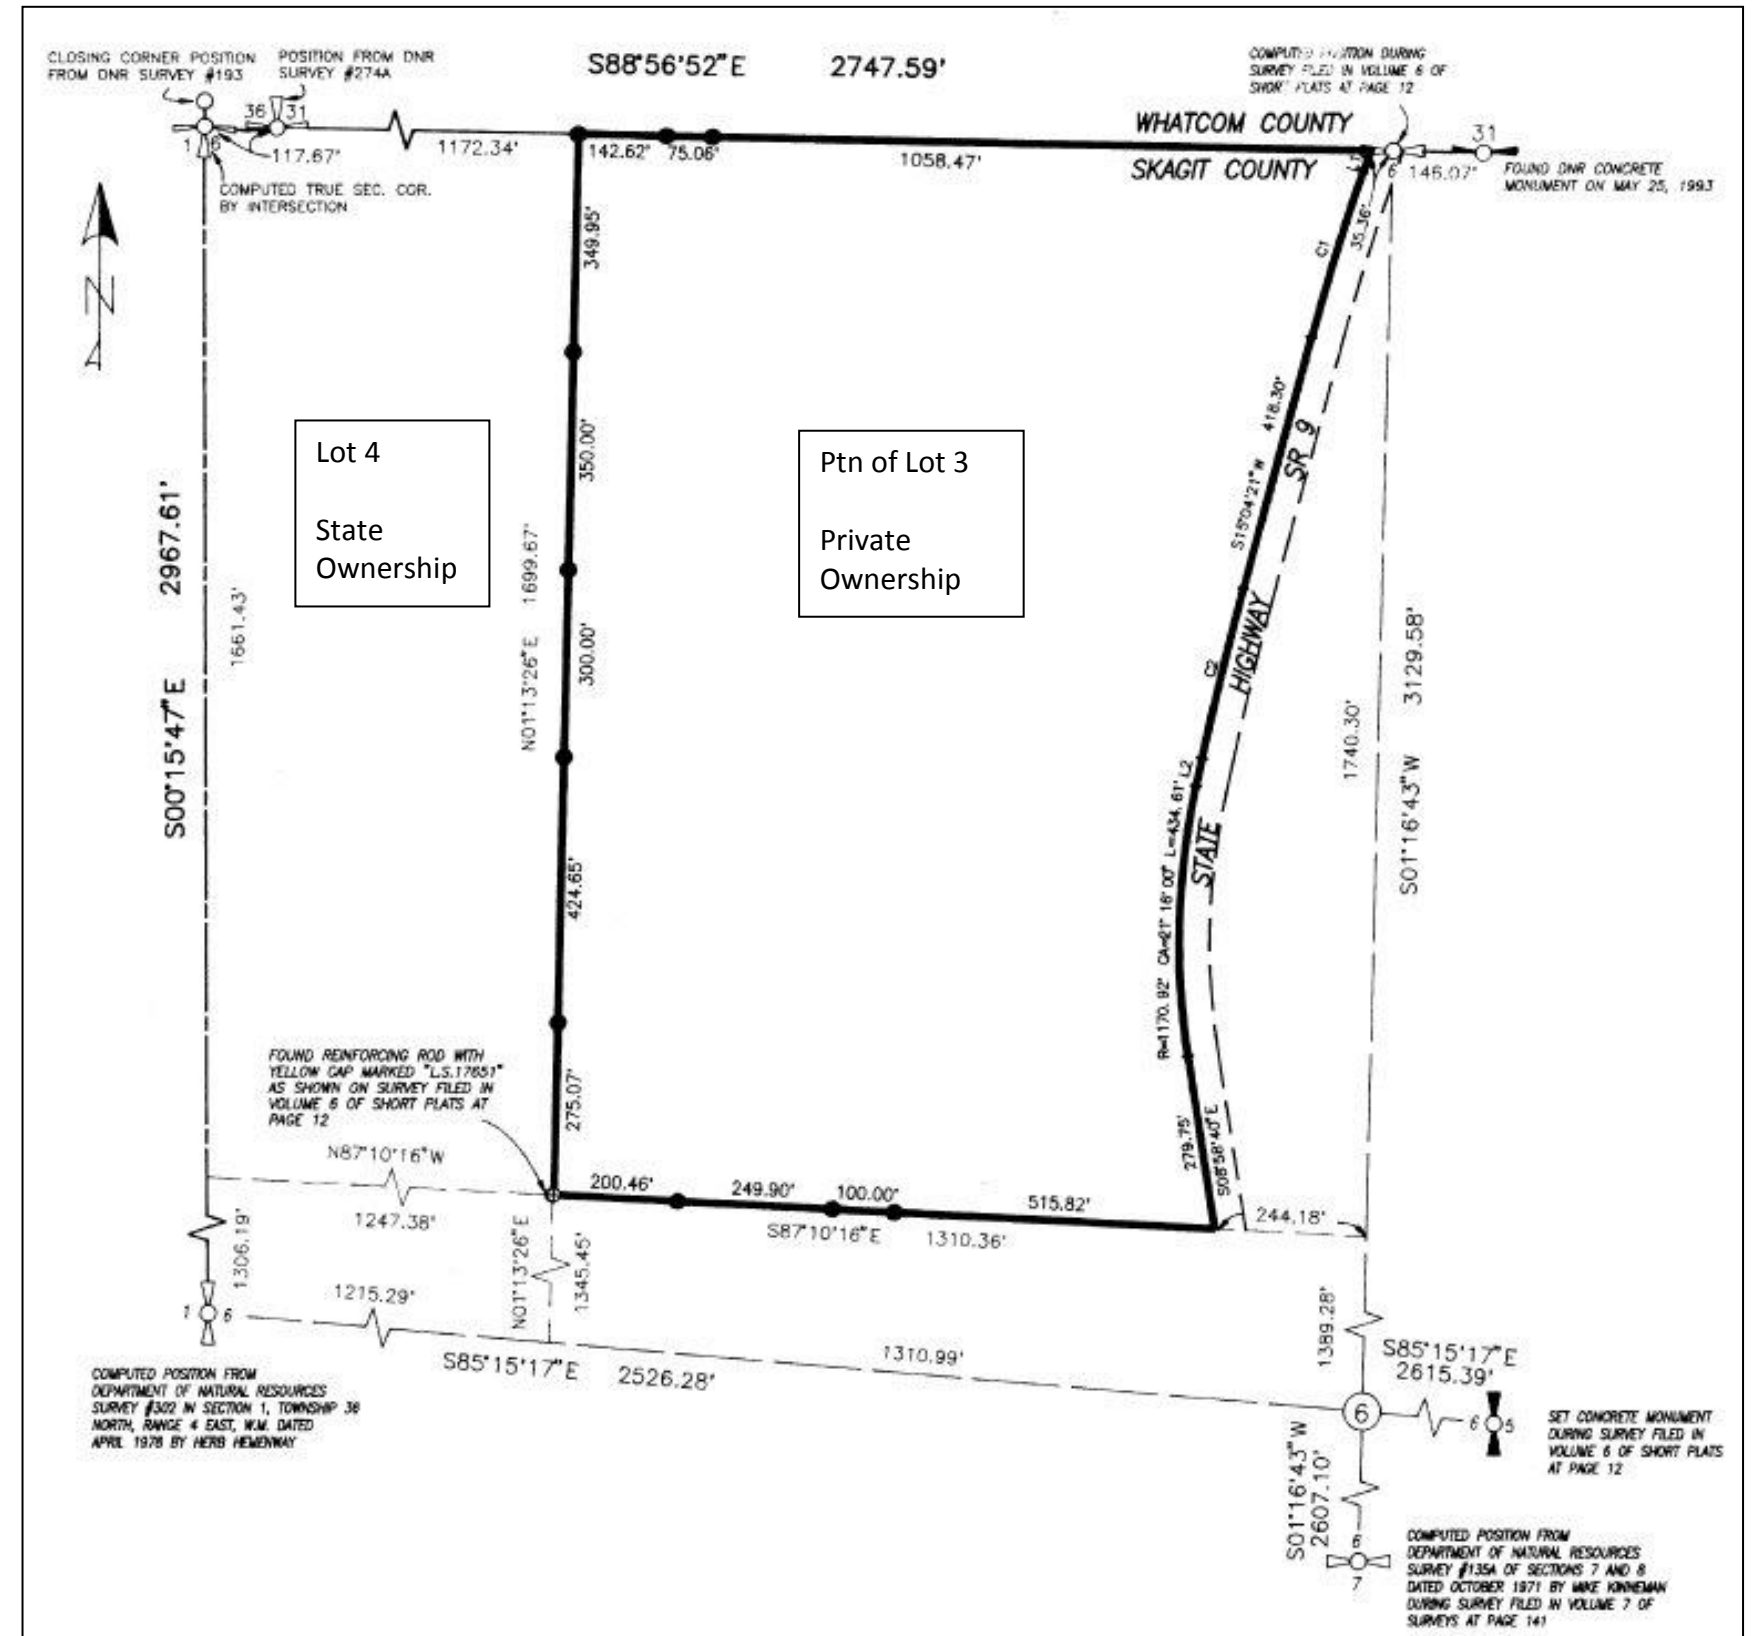 CLOSING CORNER POSITION
FROM DNR SURVEY #193
POSITION FROM DNR
SURVEY #274A
S88°56'52"E 2747.59'
SURVEY FILED IN VOLUME 6 OF
SHORT PLATS AT PAGE 12
WHATCOM COUNTY
SKAGIT COUNTY
36 31
1 6
117.67'
1172.34'
142.62'
75.06'
1058.47'
31
6
146.07'
FOUND DNR CONCRETE
MONUMENT ON MAY 25, 1993
COMPUTED TRUE SEC. COR.
BY INTERSECTION
N
349.95'
35.36'
C1
Lot 4
State
Ownership
Ptn of Lot 3
Private
Ownership
350.00'
418.30'
S15°04'21"W
SR 9
HIGHWAY
STATE
S00°15'47"E 2967.61'
1661.43'
N01°13'26"E 1699.67'
300.00'
C2
L2
1740.30'
S01°16'43"W 3129.58'
424.65'
R=1170.92' CA=21°16'00" L=434.61'
FOUND REINFORCING ROD WITH
YELLOW CAP MARKED "L.S.17651"
AS SHOWN ON SURVEY FILED IN
VOLUME 6 OF SHORT PLATS AT
PAGE 12
275.07'
279.75'
N87°10'16"W
1247.38'
200.46'
249.90'
100.00'
515.82'
S87°10'16"E 1310.36'
244.18'
1306.19'
N01°13'26"E
1345.45'
1389.28'
1 6
1215.29'
1310.99'
S85°15'17"E 2526.28'
S85°15'17"E
2615.39'
6
6 5
COMPUTED POSITION FROM
DEPARTMENT OF NATURAL RESOURCES
SURVEY #302 IN SECTION 1, TOWNSHIP 36
NORTH, RANGE 4 EAST, W.M. DATED
APRIL 1978 BY HERB HEMENWAY
SET CONCRETE MONUMENT
DURING SURVEY FILED IN
VOLUME 6 OF SHORT PLATS
AT PAGE 12
S01°16'43"W
2607.10'
6
7
COMPUTED POSITION FROM
DEPARTMENT OF NATURAL RESOURCES
SURVEY #135A OF SECTIONS 7 AND 8
DATED OCTOBER 1971 BY MIKE KINNEMAN
DURING SURVEY FILED IN VOLUME 7 OF
SURVEYS AT PAGE 141